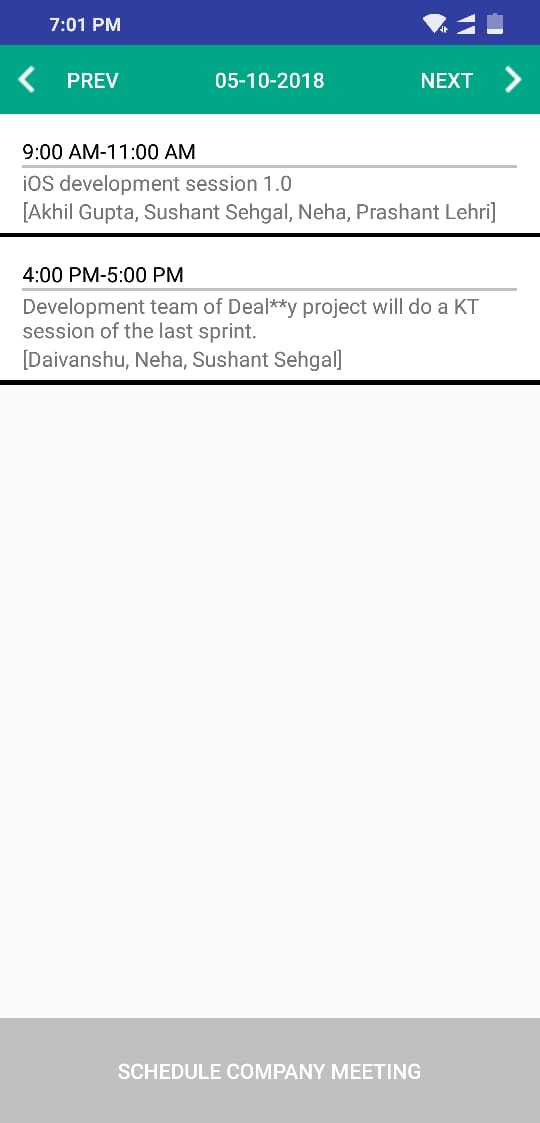 7:01 PM
PREV 05-10-2018 NEXT
9:00 AM-11:00 AM
iOS development session 1.0
[Akhil Gupta, Sushant Sehgal, Neha, Prashant Lehri]
4:00 PM-5:00 PM
Development team of Deal**y project will do a KT
session of the last sprint.
[Daivanshu, Neha, Sushant Sehgal]
SCHEDULE COMPANY MEETING